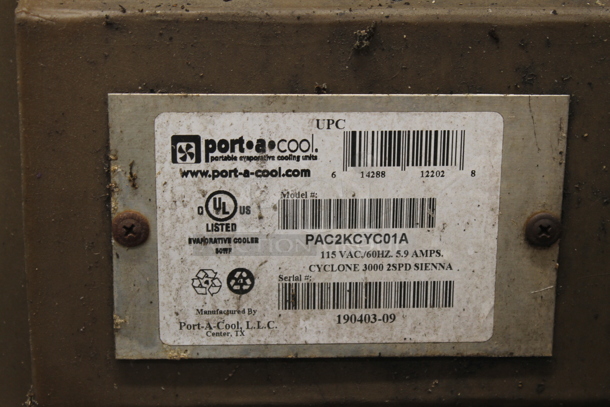 UPC
port•a•cool.
portable evaporative cooling units
www.port-a-cool.com
6 14288 12202 8
Model #:
UL
US
LISTED
EVAPORATIVE COOLER
PAC2KCYC01A
115 VAC./60HZ. 5.9 AMPS.
CYCLONE 3000 2SPD SIENNA
Serial #:
190403-09
Manufactured By
Port-A-Cool, L.L.C.
Center, TX